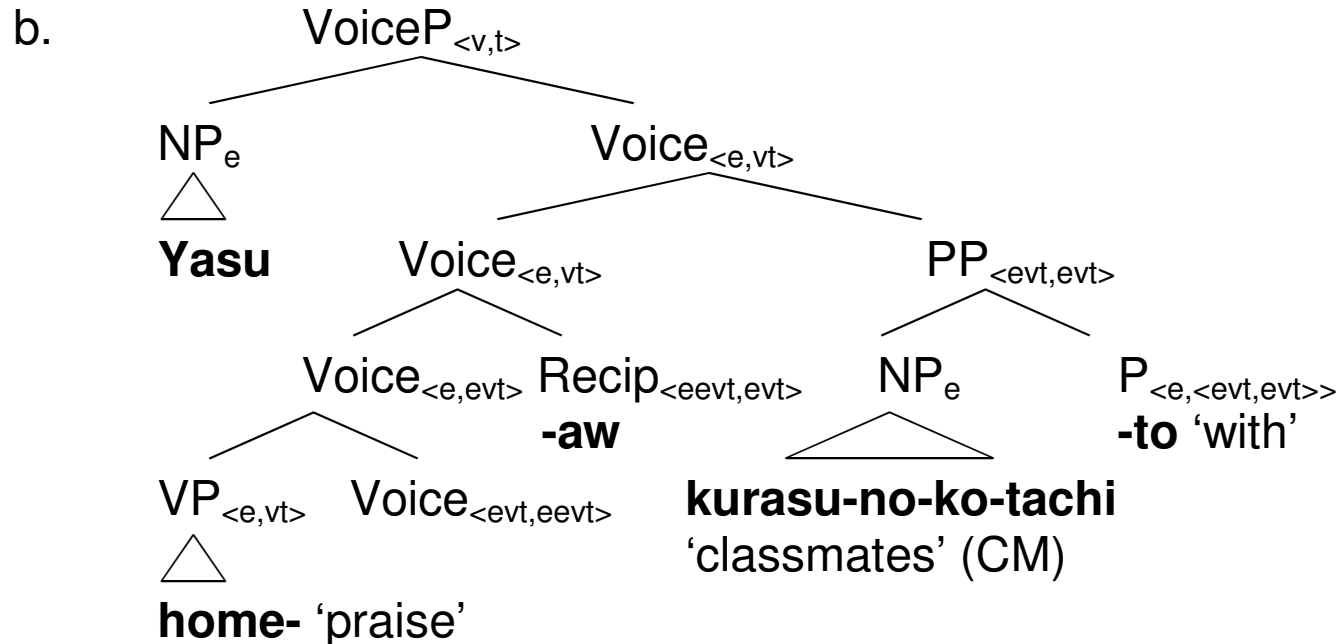 b. VoiceP<v,t>
NPe Voice<e,vt>
Yasu Voice<e,vt> PP<evt,evt>
Voice<e,evt> Recip<eevt,evt> NPe P<e,<evt,evt>>
-aw -to ‘with’
VP<e,vt> Voice<evt,eevt> kurasu-no-ko-tachi
‘classmates’ (CM)
home- ‘praise’